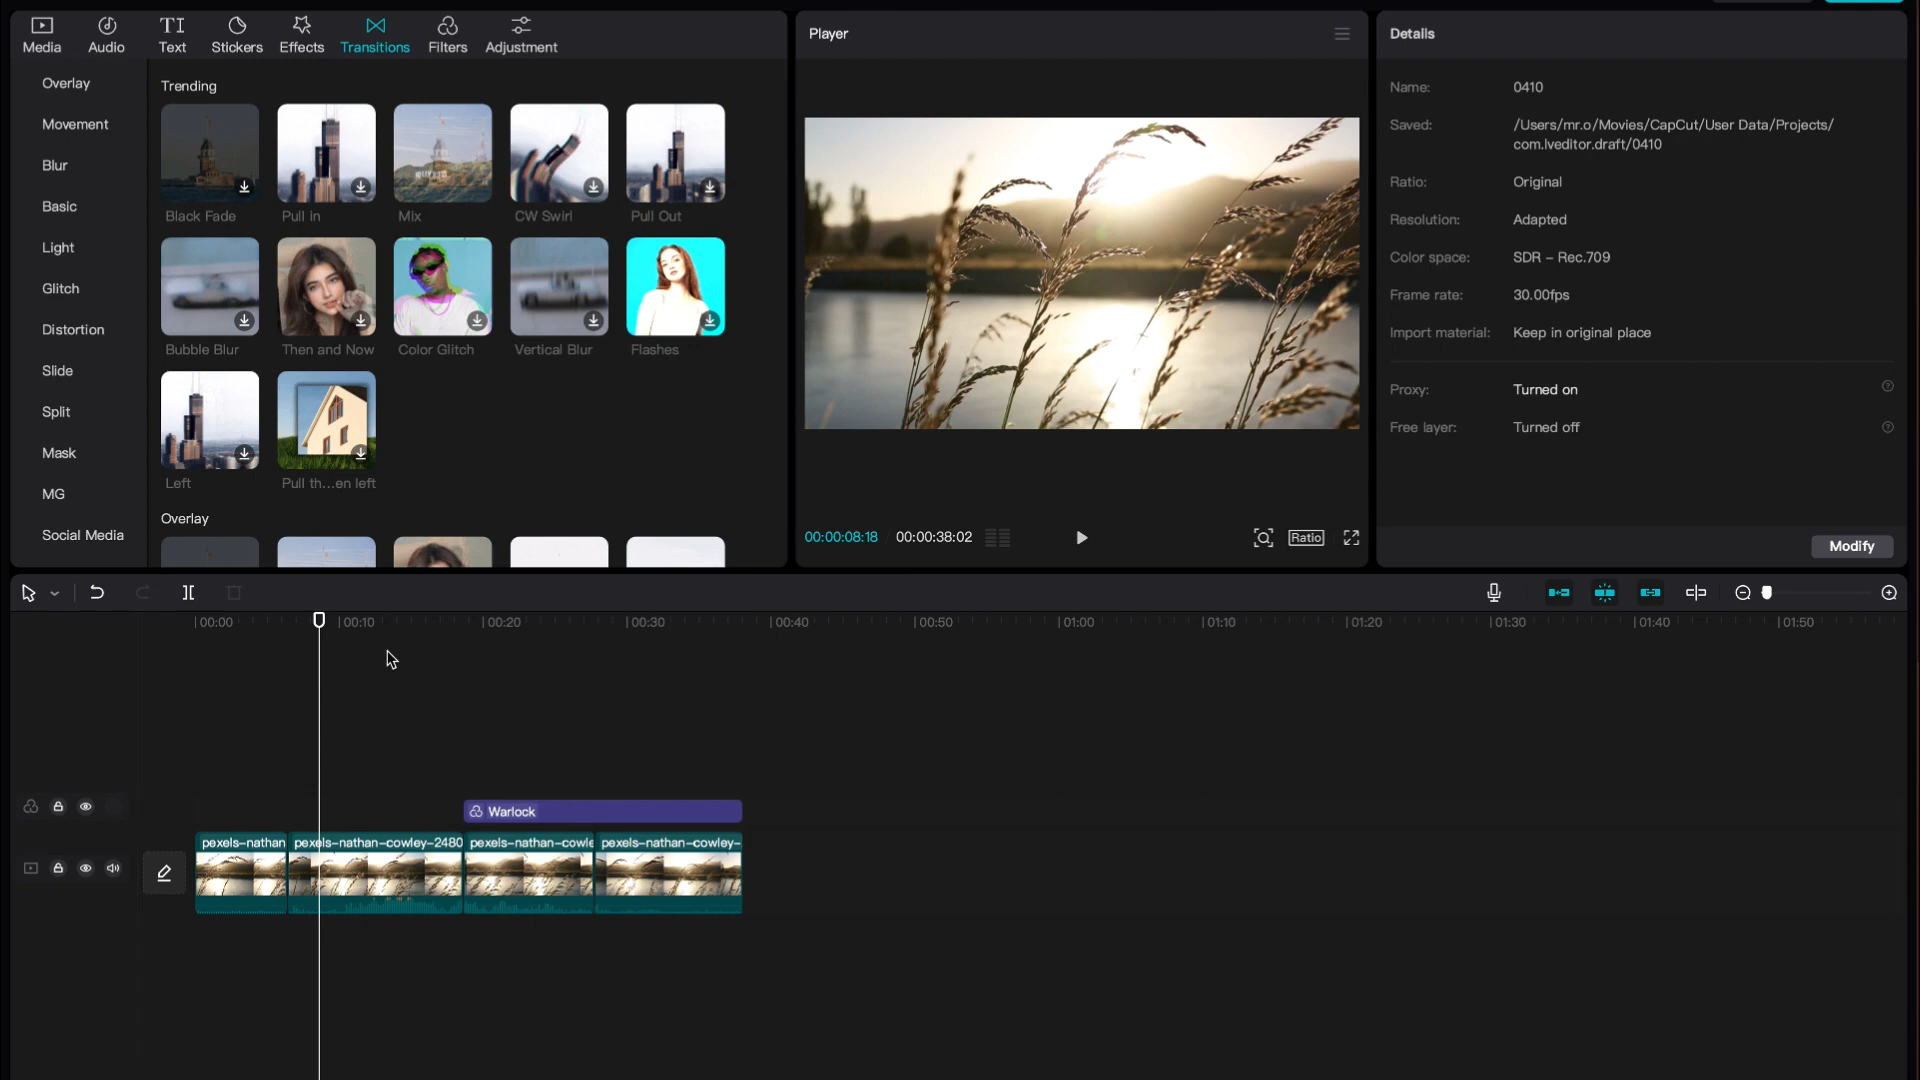 Media
Audio
TI
Text
Stickers
Effects
Transitions
Filters
Adjustment
Overlay
Movement
Blur
Basic
Light
Glitch
Distortion
Slide
Split
Mask
MG
Social Media
Trending
Black Fade
Pull in
Mix
CW Swirl
Pull Out
Bubble Blur
Then and Now
Color Glitch
Vertical Blur
Flashes
Left
Pull th...en left
Overlay
Player
00:00:08:18 / 00:00:38:02
Ratio
Details
Name: 0410
Saved: /Users/mr.o/Movies/CapCut/User Data/Projects/
com.lveditor.draft/0410
Ratio: Original
Resolution: Adapted
Color space: SDR – Rec.709
Frame rate: 30.00fps
Import material: Keep in original place
Proxy: Turned on
Free layer: Turned off
Modify
00:00 00:10 00:20 00:30 00:40 00:50 01:00 01:10 01:20 01:30 01:40 01:50
Warlock
pexels-nathan pexels-nathan-cowley-2480 pexels-nathan-cowle pexels-nathan-cowley-